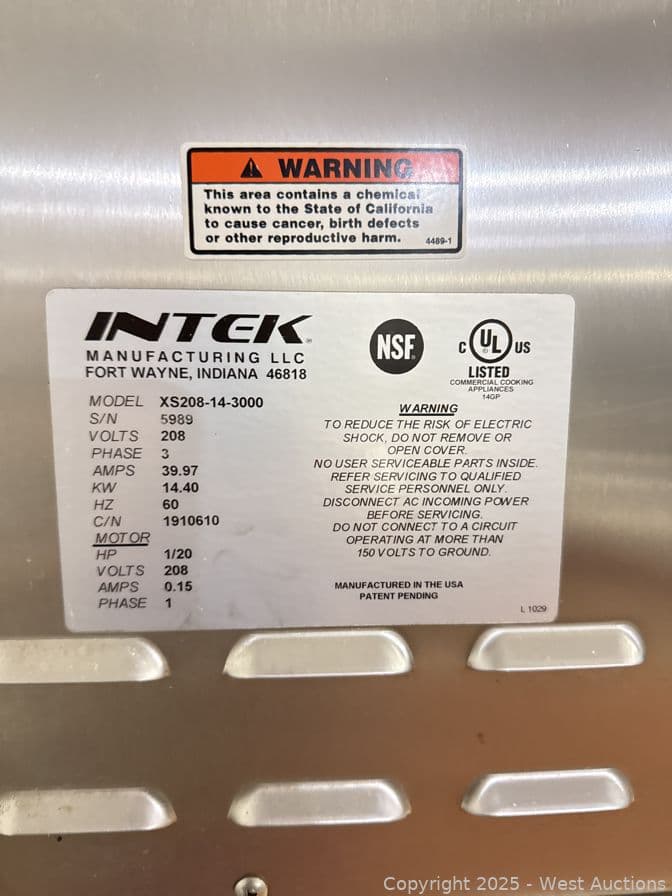 WARNING
This area contains a chemical
known to the State of California
to cause cancer, birth defects
or other reproductive harm. 4489-1
INTEK®
MANUFACTURING LLC
FORT WAYNE, INDIANA 46818
NSF
C UL US
LISTED
COMMERCIAL COOKING
APPLIANCES
14GP
MODEL XS208-14-3000
S/N 5989
VOLTS 208
PHASE 3
AMPS 39.97
KW 14.40
HZ 60
C/N 1910610
MOTOR
HP 1/20
VOLTS 208
AMPS 0.15
PHASE 1
WARNING
TO REDUCE THE RISK OF ELECTRIC
SHOCK, DO NOT REMOVE OR
OPEN COVER.
NO USER SERVICEABLE PARTS INSIDE.
REFER SERVICING TO QUALIFIED
SERVICE PERSONNEL ONLY.
DISCONNECT AC INCOMING POWER
BEFORE SERVICING.
DO NOT CONNECT TO A CIRCUIT
OPERATING AT MORE THAN
150 VOLTS TO GROUND.
MANUFACTURED IN THE USA
PATENT PENDING
L 1029
Copyright © 2025 - West Auctions